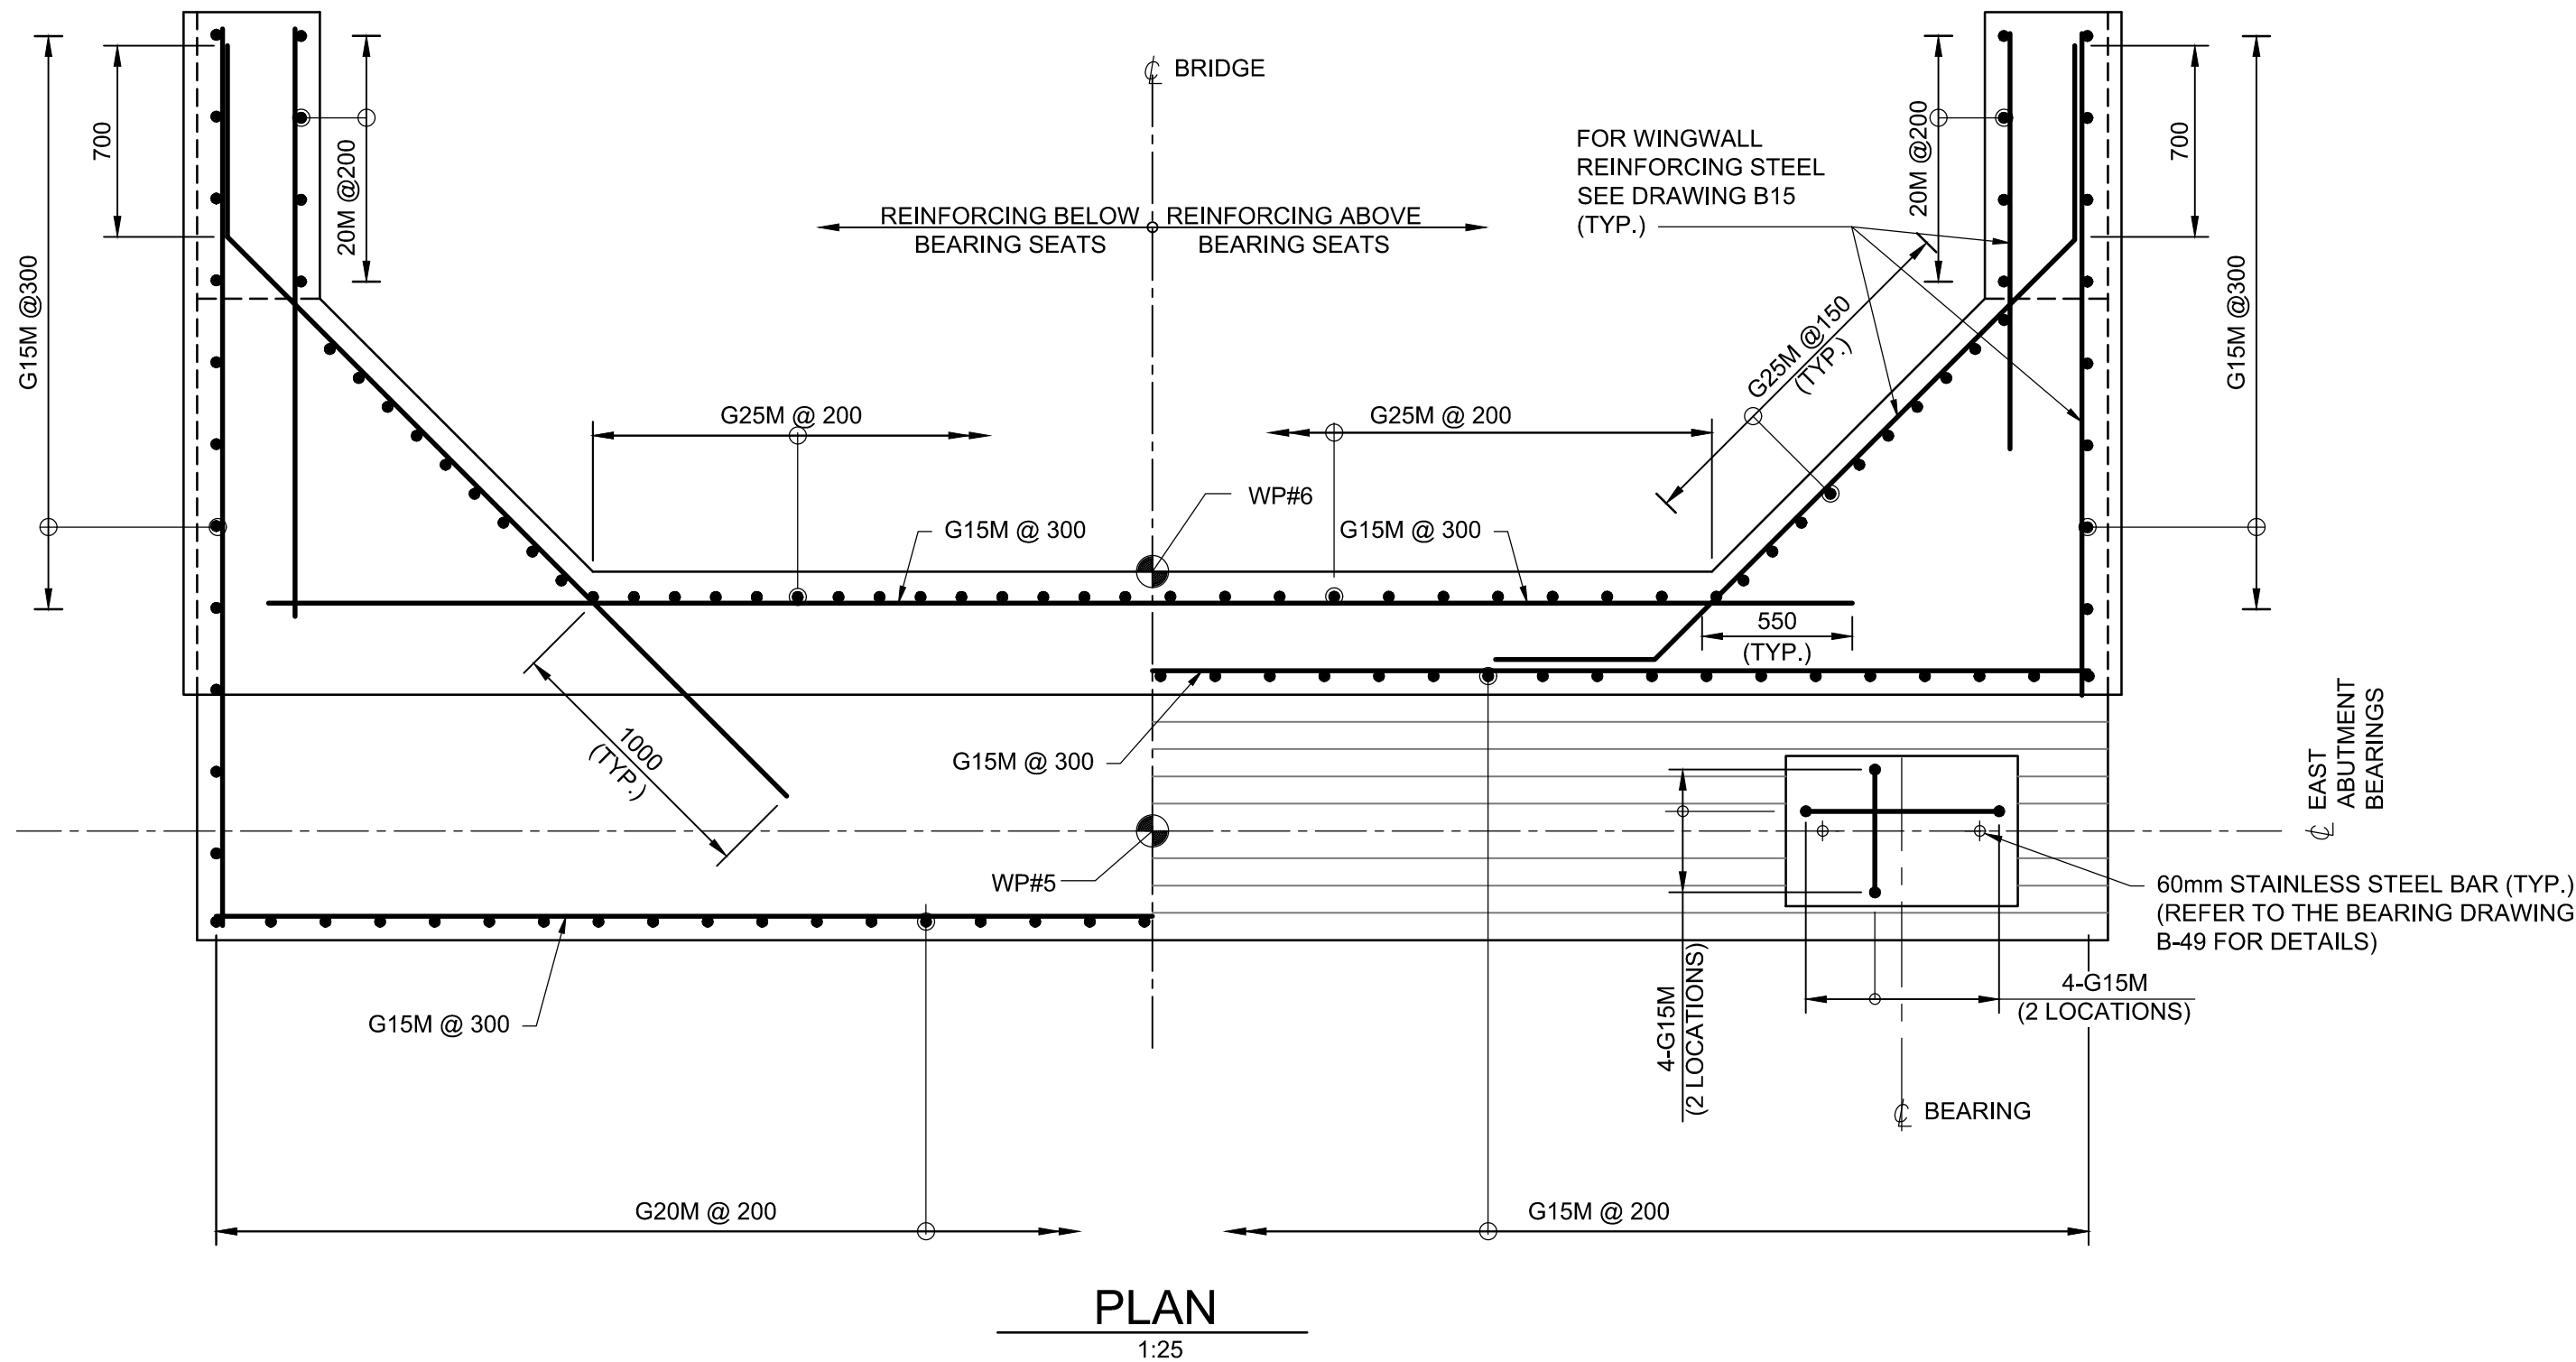 ℄ BRIDGE
700
20M @200
G15M @300
REINFORCING BELOW
BEARING SEATS
REINFORCING ABOVE
BEARING SEATS
FOR WINGWALL
REINFORCING STEEL
SEE DRAWING B15
(TYP.)
20M @200
700
G15M @300
G25M @150
(TYP.)
G25M @ 200
G25M @ 200
WP#6
G15M @ 300
G15M @ 300
550
(TYP.)
1000
(TYP.)
G15M @ 300
WP#5
℄ EAST
ABUTMENT
BEARINGS
60mm STAINLESS STEEL BAR (TYP.)
(REFER TO THE BEARING DRAWING
B-49 FOR DETAILS)
4-G15M
(2 LOCATIONS)
4-G15M
(2 LOCATIONS)
G15M @ 300
℄ BEARING
G20M @ 200
G15M @ 200
PLAN
1:25